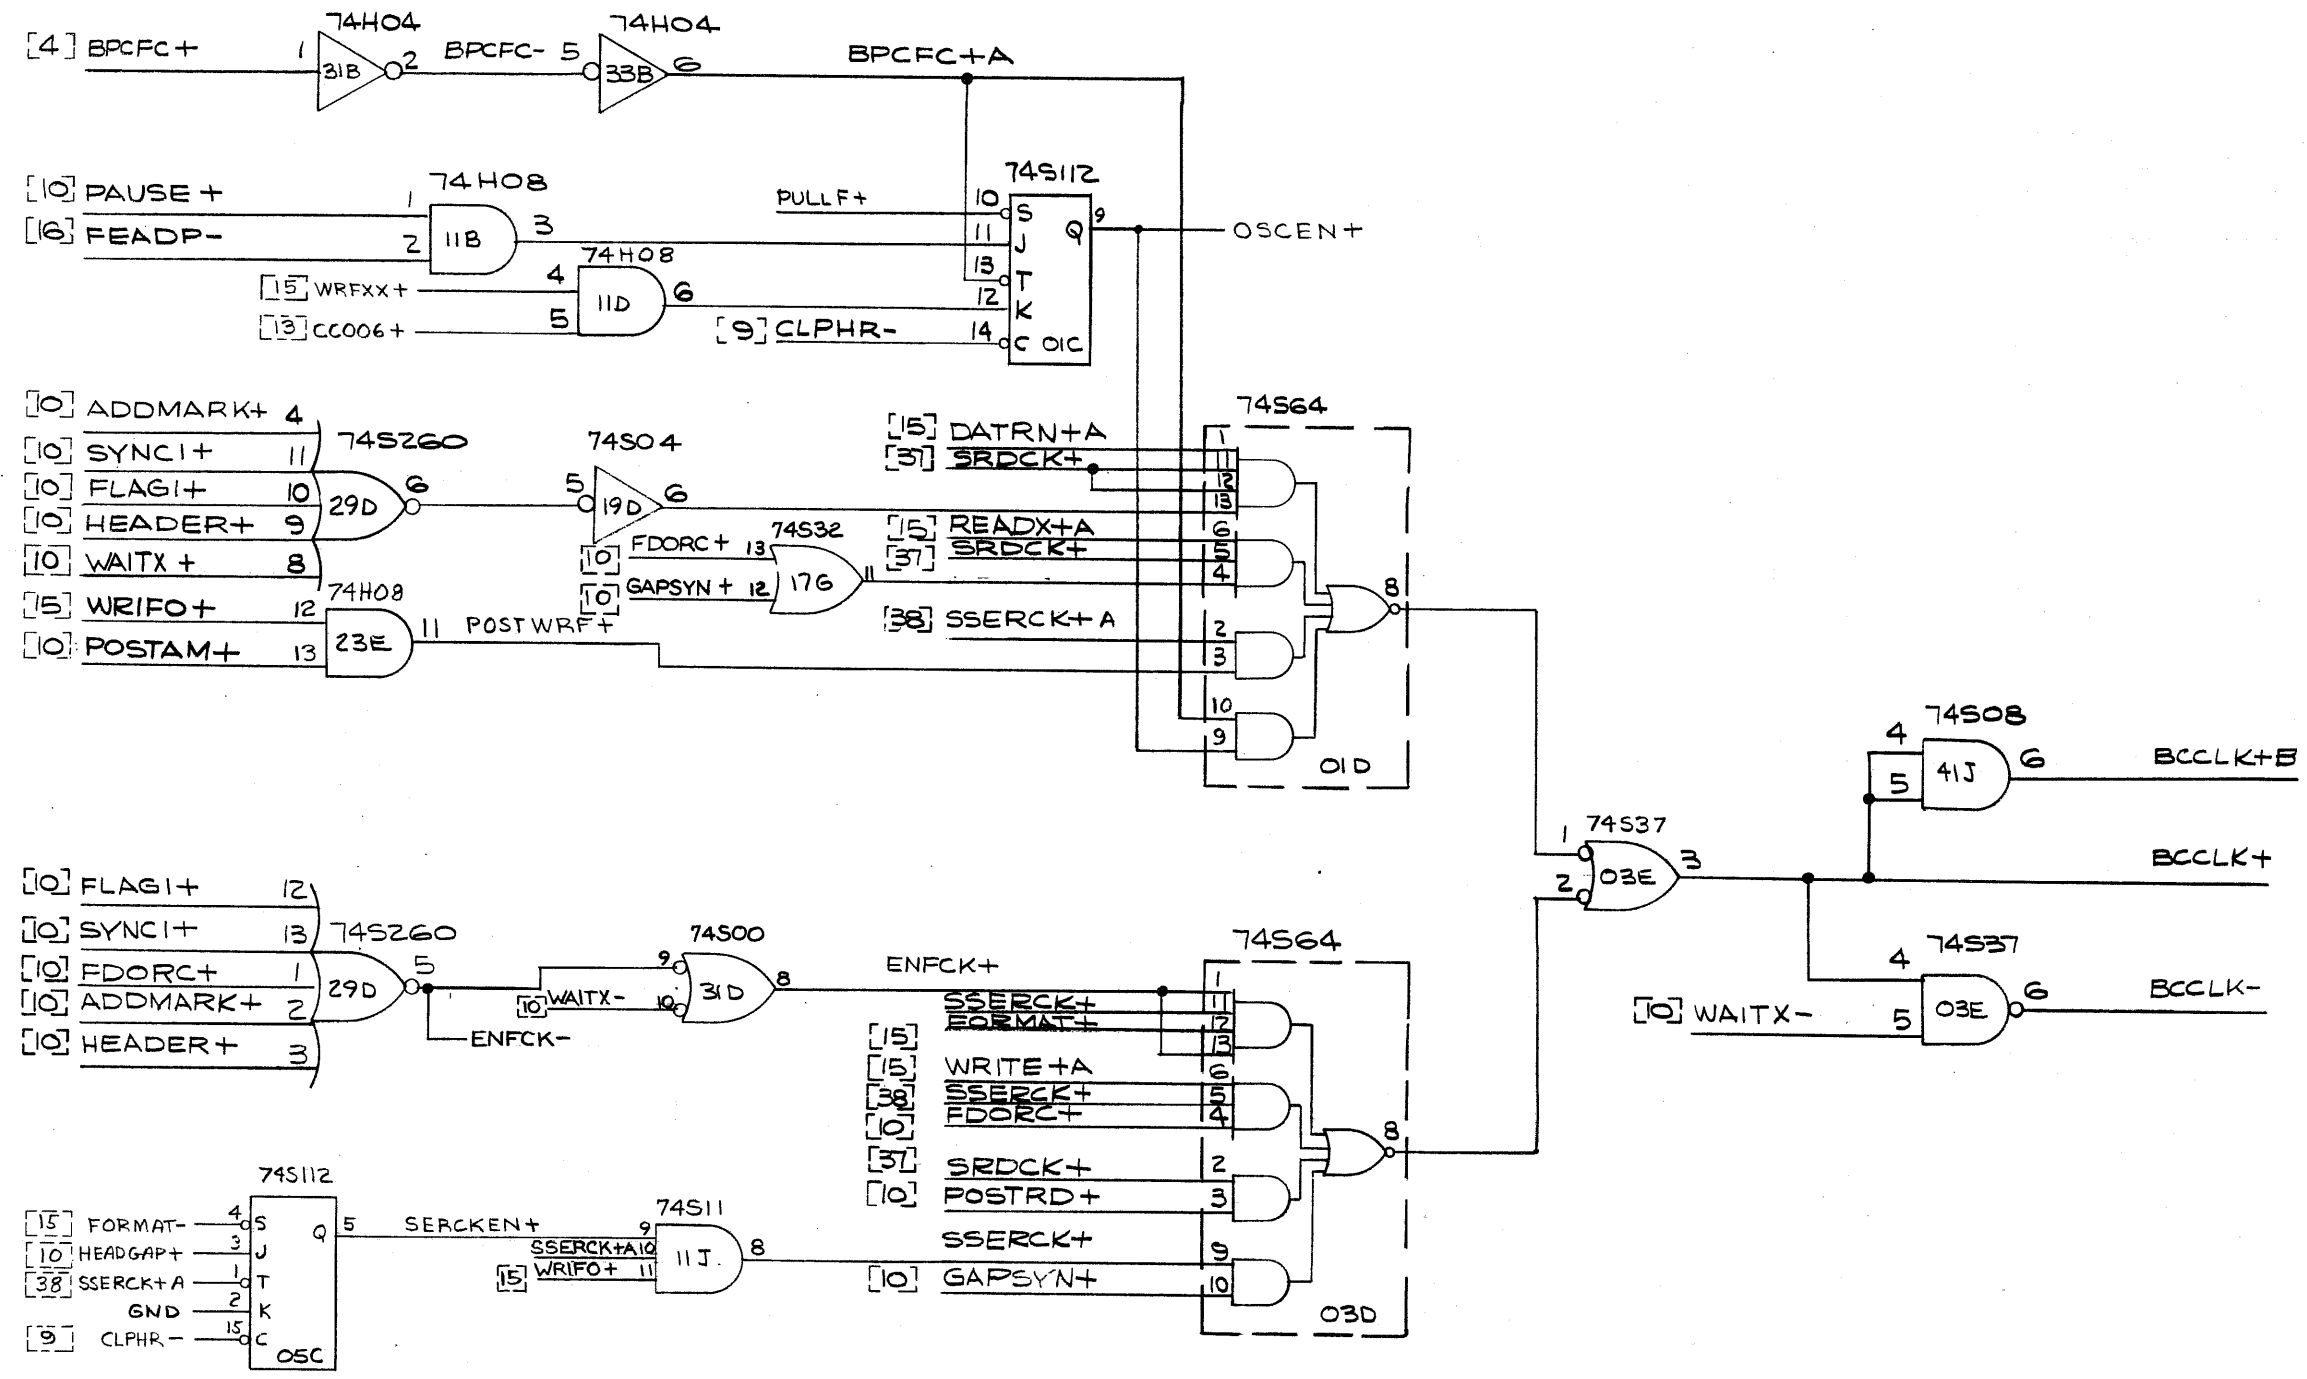 74H04 74H04
[4] BPCFC+ 1 31B 2 BPCFC- 5 33B 6 BPCFC+A
74S112
[10] PAUSE+ 1 74H08
[16] FEADP- 2 11B 3
PULLF+ 10 S Q 9 OSCEN+
11 J
13 T
74H08
[15] WRFXX+ 4 11D 6 12 K
[13] CC006+ 5
[9] CLPHR- 14 C 01C
[10] ADDMARK+ 4
[10] SYNC1+ 11 74S260
[10] FLAG1+ 10 29D 6
[10] HEADER+ 9
[10] WAITX+ 8
74S04
5 19D 6
74S32
[10] FDORC+ 13
[10] GAPSYN+ 12 17G 11
74H08
[15] WRIFO+ 12
[10] POSTAM+ 13 23E 11 POSTWRF+
74S64
[15] DATRN+A 1
[37] SRDCK+ 11
12
13
[15] READX+A 6
[37] SRDCK+ 5
4
8
[38] SSERCK+A 2
3
10
9
01D
74S08
4
5 41J 6 BCCLK+B
74S37
1
2 03E 3 BCCLK+
74S37
4
[10] WAITX- 5 03E 6 BCCLK-
[10] FLAG1+ 12
[10] SYNC1+ 13 74S260
[10] FDORC+ 1 29D 5
[10] ADDMARK+ 2
[10] HEADER+ 3
ENFCK-
74S00
9
[10] WAITX- 10 31D 8 ENFCK+
74S64
1
SSERCK+ 11
[15] FORMAT+ 12
13
[15] WRITE+A 6
[38] SSERCK+ 5
[10] FDORC+ 4
8
[37] SRDCK+ 2
[10] POSTRD+ 3
SSERCK+ 9
[10] GAPSYN+ 10
03D
74S112
[15] FORMAT- 4 S Q 5 SERCKEN+
[10] HEADGAP+ 3 J
[38] SSERCK+A 1 T
GND 2 K
[9] CLPHR- 15 C
05C
74S11
9
SSERCK+A 10 11J. 8
[15] WRIFO+ 11